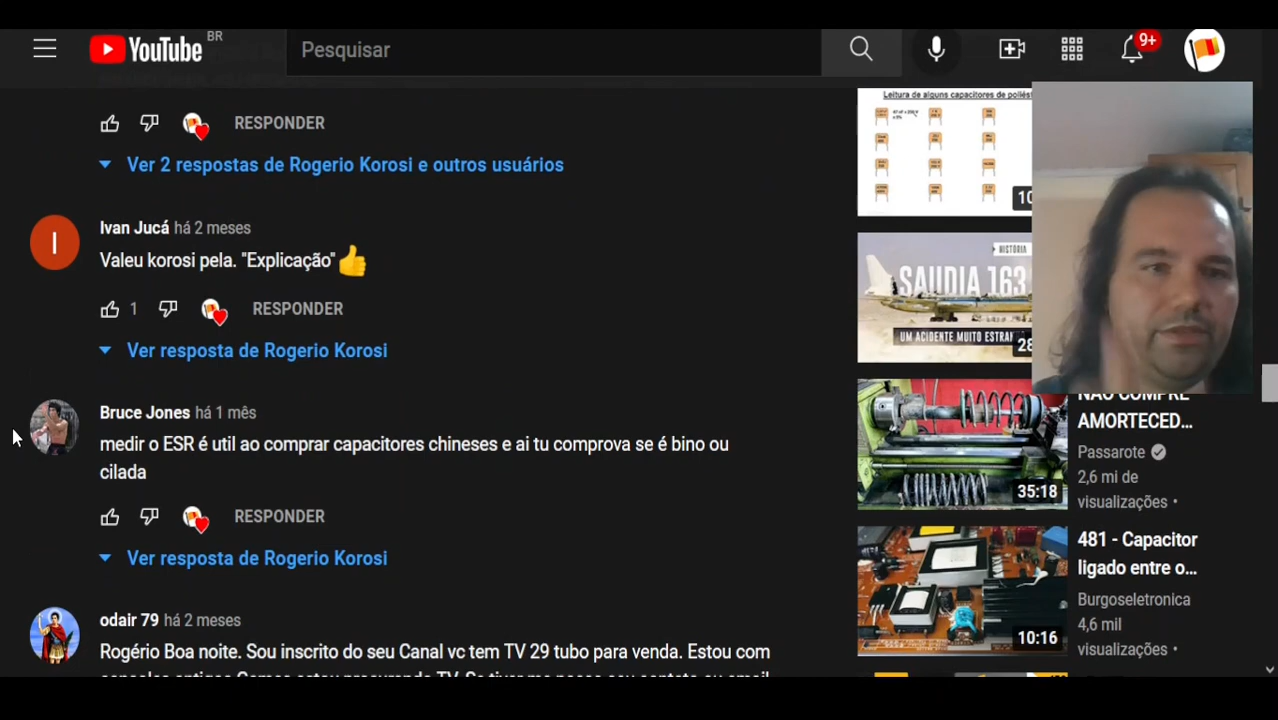 YouTube BR
Pesquisar
9+
RESPONDER
Ver 2 respostas de Rogerio Korosi e outros usuários
Ivan Jucá há 2 meses
Valeu korosi pela. "Explicação"👍
1 RESPONDER
Ver resposta de Rogerio Korosi
Bruce Jones há 1 mês
medir o ESR é util ao comprar capacitores chineses e ai tu comprova se é bino ou
cilada
RESPONDER
Ver resposta de Rogerio Korosi
odair 79 há 2 meses
Rogério Boa noite. Sou inscrito do seu Canal vc tem TV 29 tubo para venda. Estou com
Leitura de alguns capacitores de
10
HISTÓRIA
SAUDIA 163
UM ACIDENTE MUITO
28
NÃO COMPRE
AMORTECED...
Passarote
2,6 mi de
visualizações •
35:18
481 - Capacitor
ligado entre o...
Burgoseletronica
4,6 mil
visualizações •
10:16